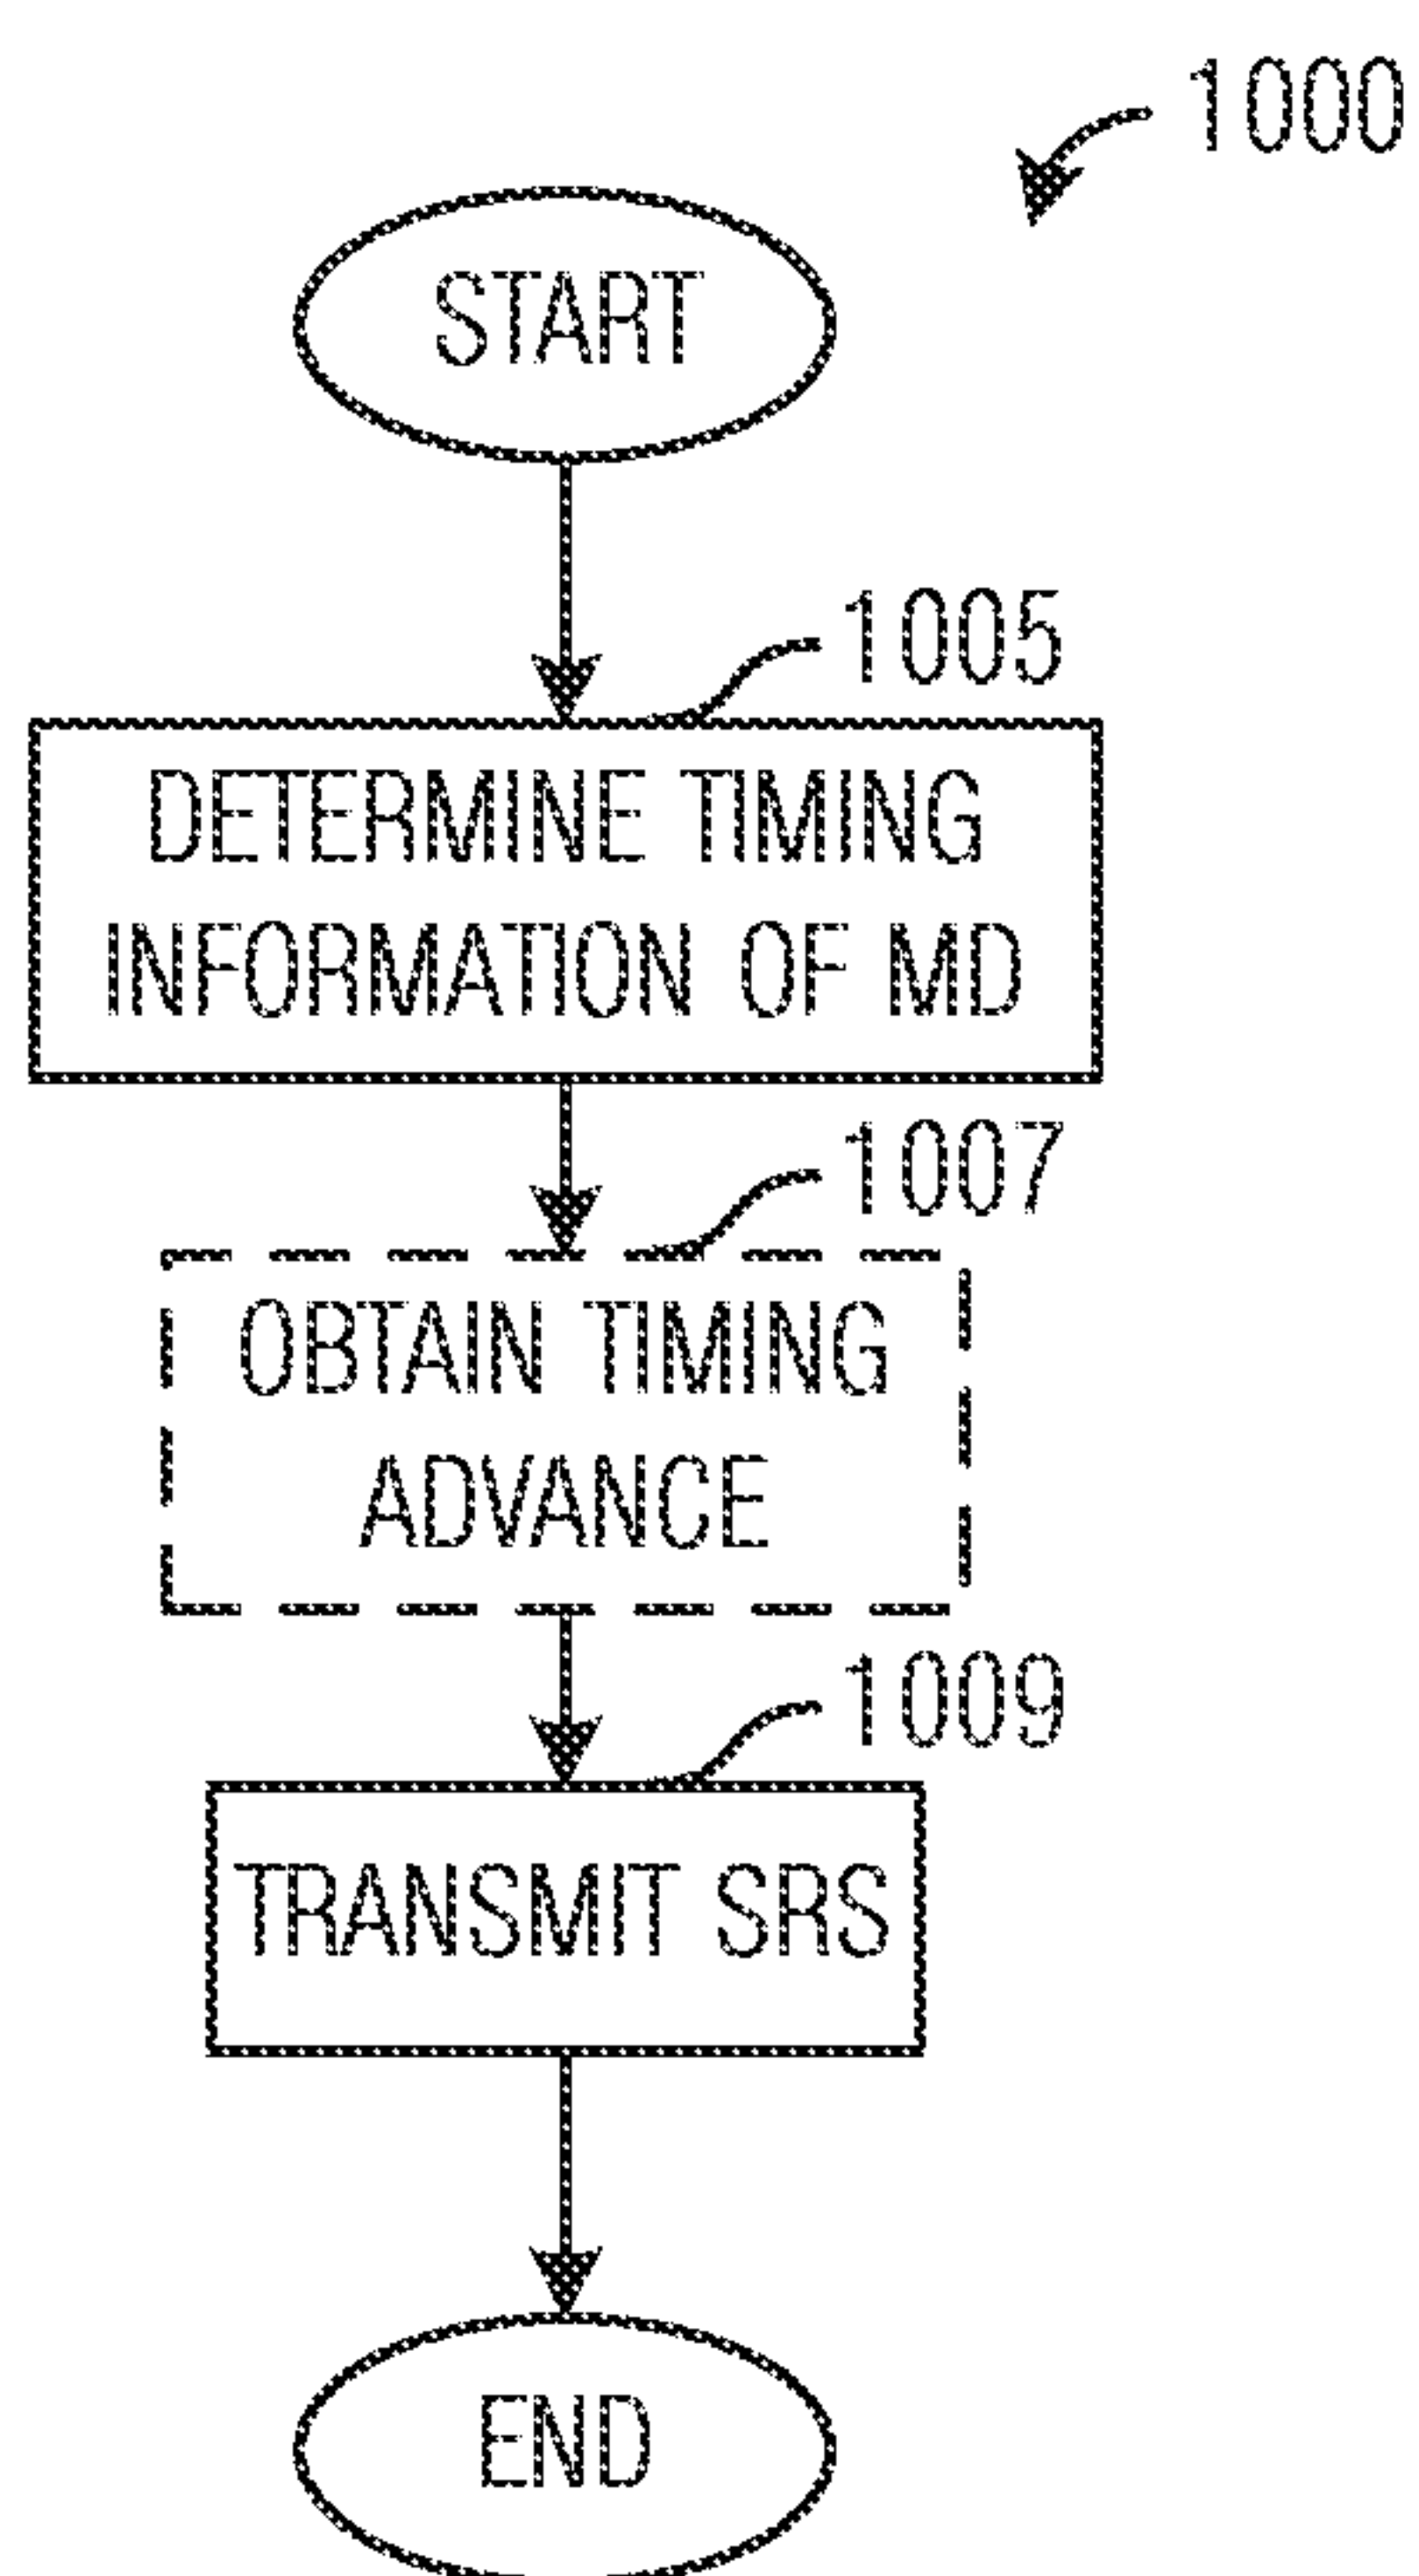 1000
START
1005
DETERMINE TIMING
INFORMATION OF MD
1007
OBTAIN TIMING
ADVANCE
1009
TRANSMIT SRS
END